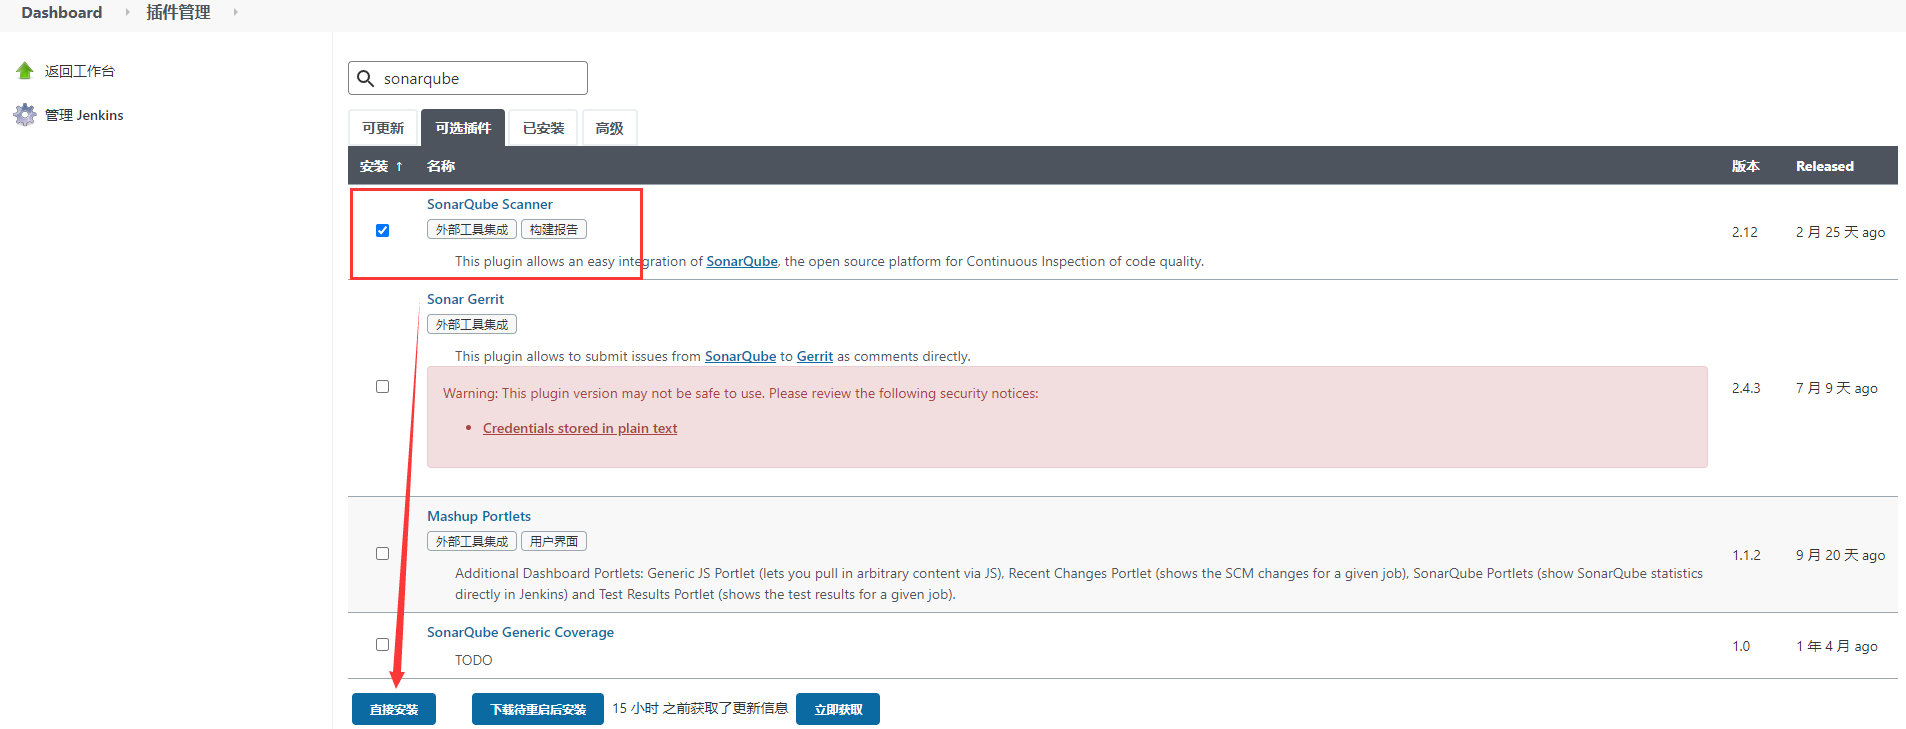 Dashboard 插件管理
返回工作台
管理 Jenkins
sonarqube
可更新 可选插件 已安装 高级
安装 ↑ 名称 版本 Released
SonarQube Scanner
外部工具集成 构建报告
This plugin allows an easy integration of SonarQube, the open source platform for Continuous Inspection of code quality.
2.12 2 月 25 天 ago
Sonar Gerrit
外部工具集成
This plugin allows to submit issues from SonarQube to Gerrit as comments directly.
Warning: This plugin version may not be safe to use. Please review the following security notices:
• Credentials stored in plain text
2.4.3 7 月 9 天 ago
Mashup Portlets
外部工具集成 用户界面
Additional Dashboard Portlets: Generic JS Portlet (lets you pull in arbitrary content via JS), Recent Changes Portlet (shows the SCM changes for a given job), SonarQube Portlets (show SonarQube statistics
directly in Jenkins) and Test Results Portlet (shows the test results for a given job).
1.1.2 9 月 20 天 ago
SonarQube Generic Coverage
TODO
1.0 1 年 4 月 ago
直接安装 下载待重启后安装 15 小时 之前获取了更新信息 立即获取